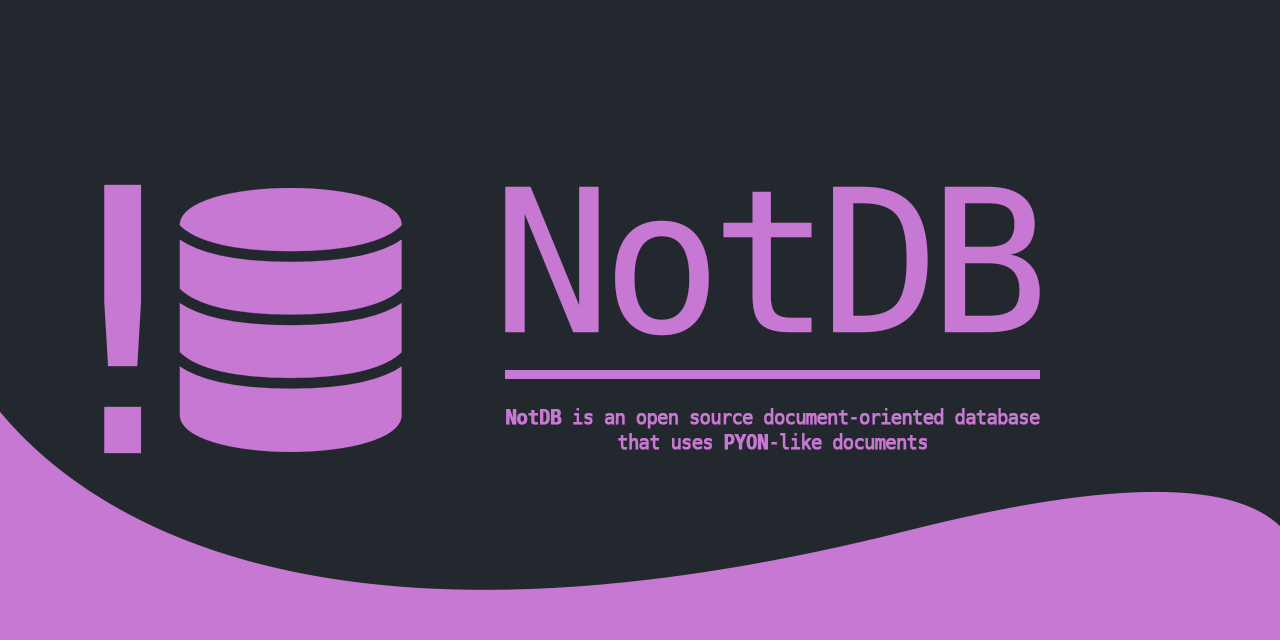 !
NotDB
NotDB is an open source document-oriented database
that uses PYON-like documents